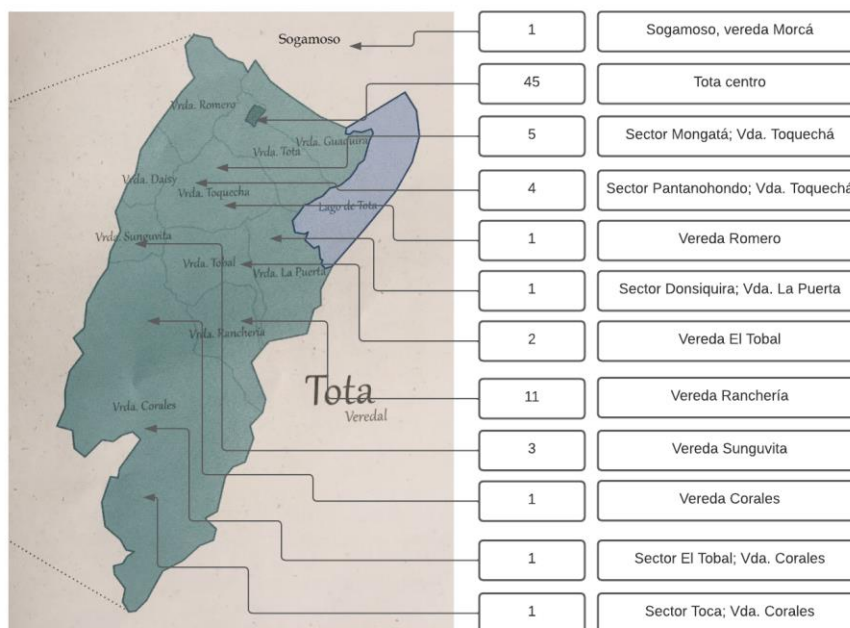 Sogamoso
Vrda. Romero
Vrda. Guaquira
Vrda. Tota
Vrda. Daisy
Vrda. Toquecha
Lago de Tota
Vrda. Sunguvita
Vrda. Tobal
Vrda. La Puerta
Vrda. Ranchería
Tota
Veredal
Vrda. Corales
1 Sogamoso, vereda Morcá
45 Tota centro
5 Sector Mongatá; Vda. Toquechá
4 Sector Pantanohondo; Vda. Toquechá
1 Vereda Romero
1 Sector Donsiquira; Vda. La Puerta
2 Vereda El Tobal
11 Vereda Ranchería
3 Vereda Sunguvita
1 Vereda Corales
1 Sector El Tobal; Vda. Corales
1 Sector Toca; Vda. Corales